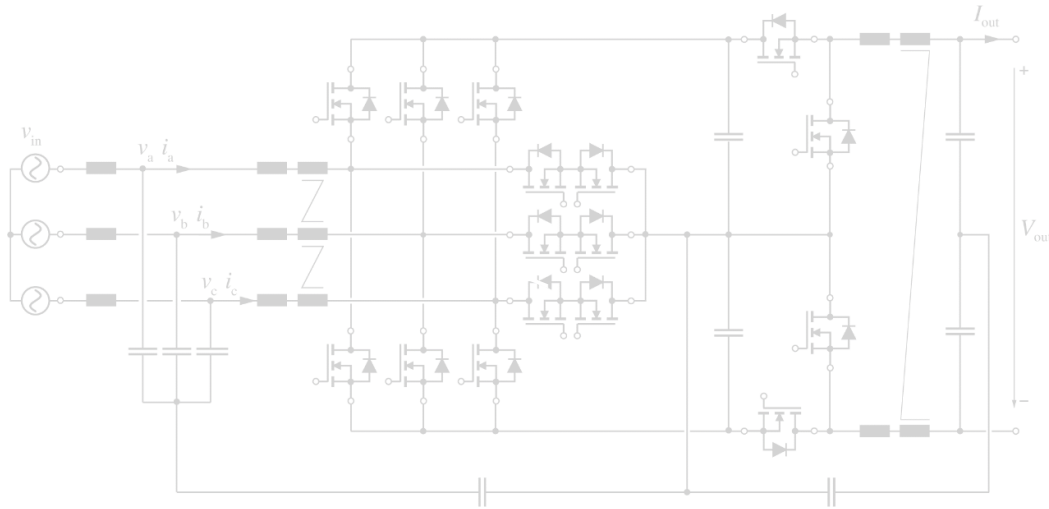 I_out
+
v_in
v_a i_a
v_b i_b
V_out
v_c i_c
−